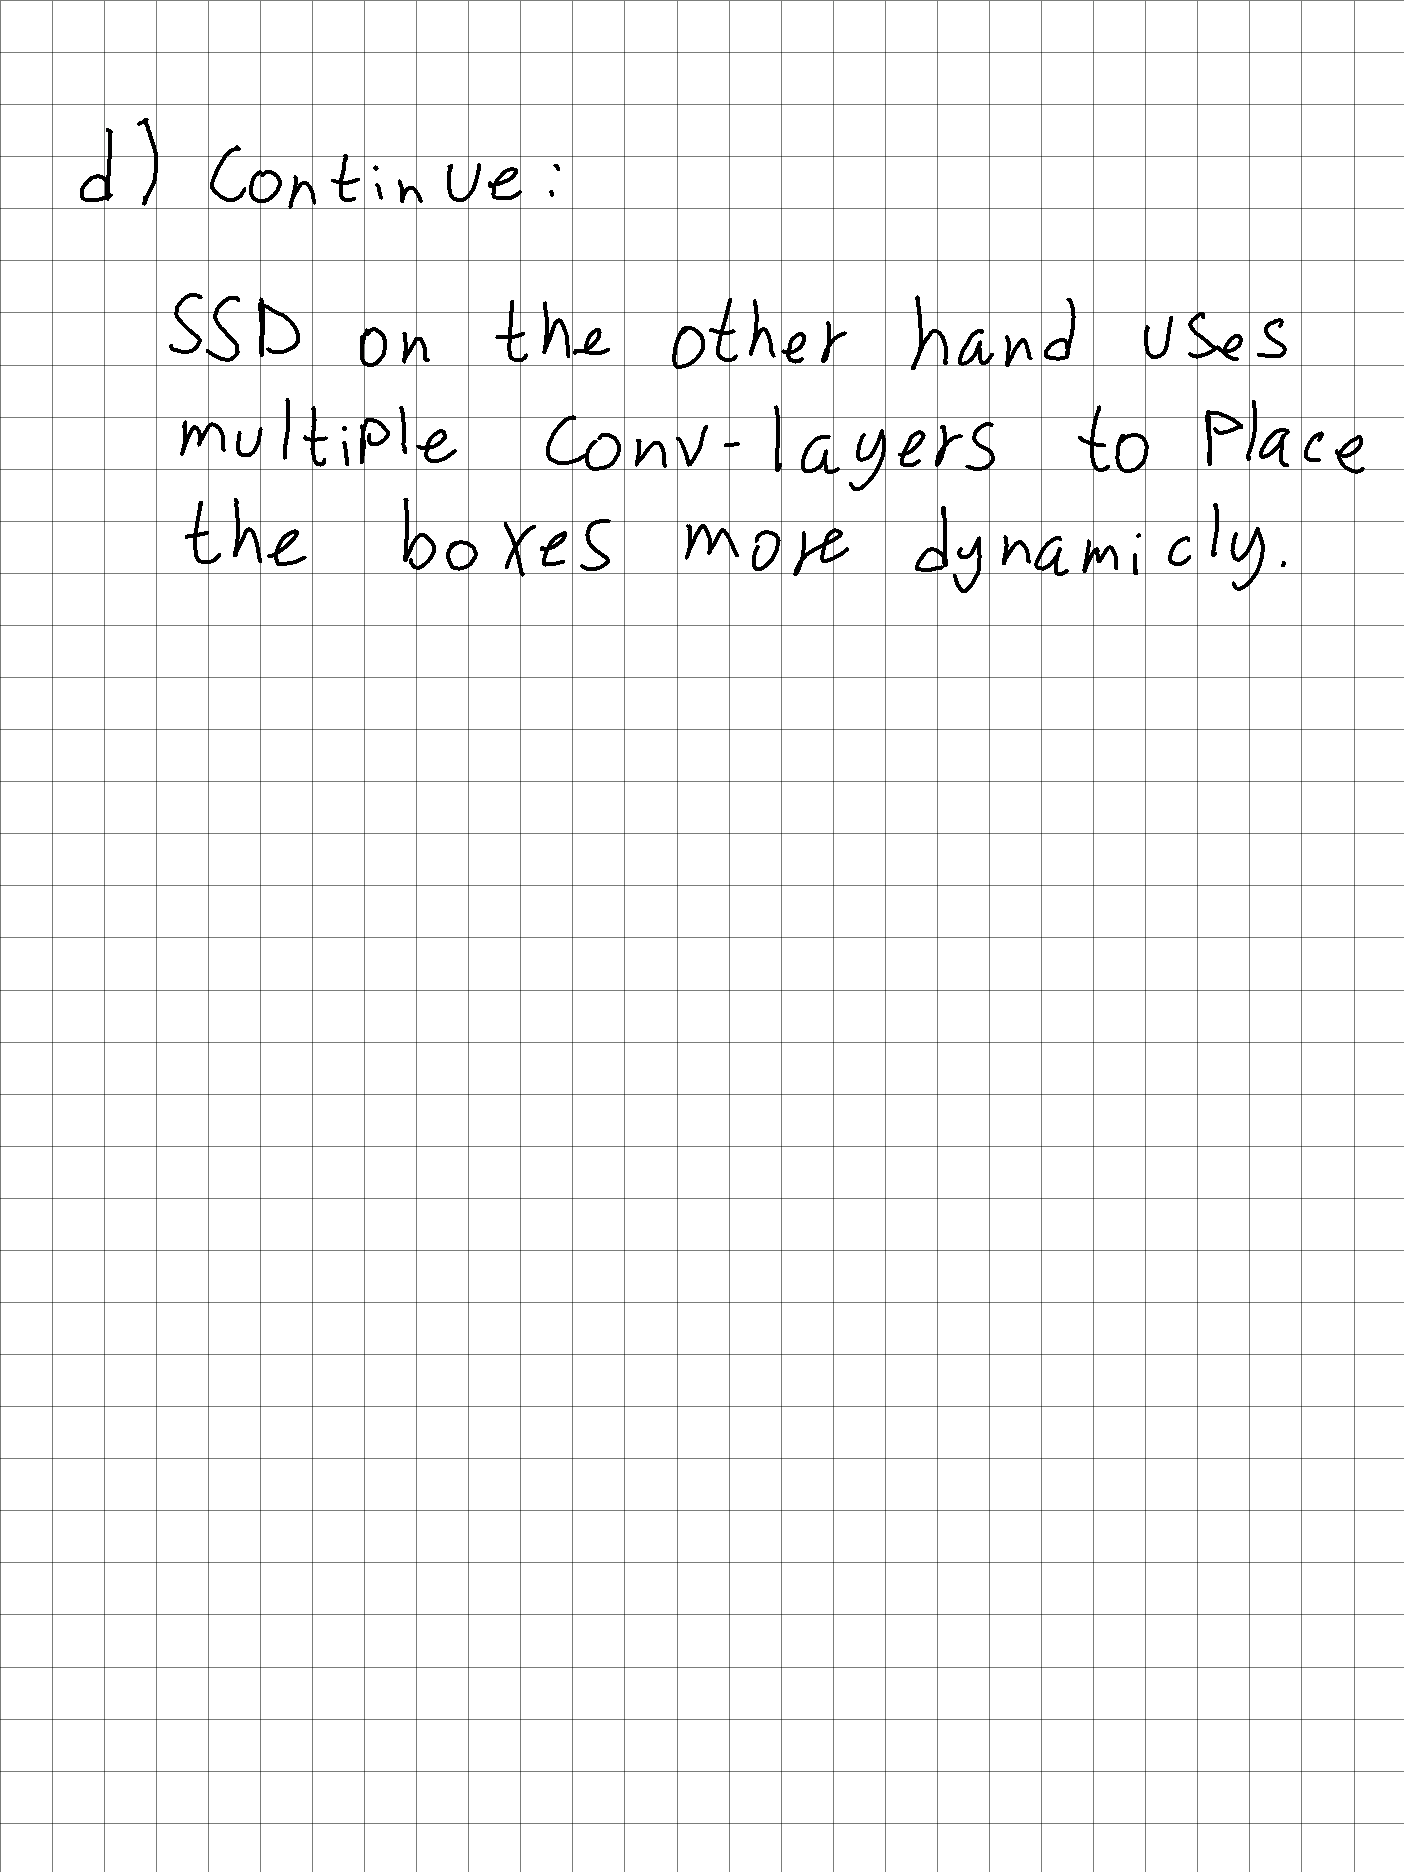 d) Continue:
SSD on the other hand uses
multiple Conv-layers to Place
the boxes more dynamicly.